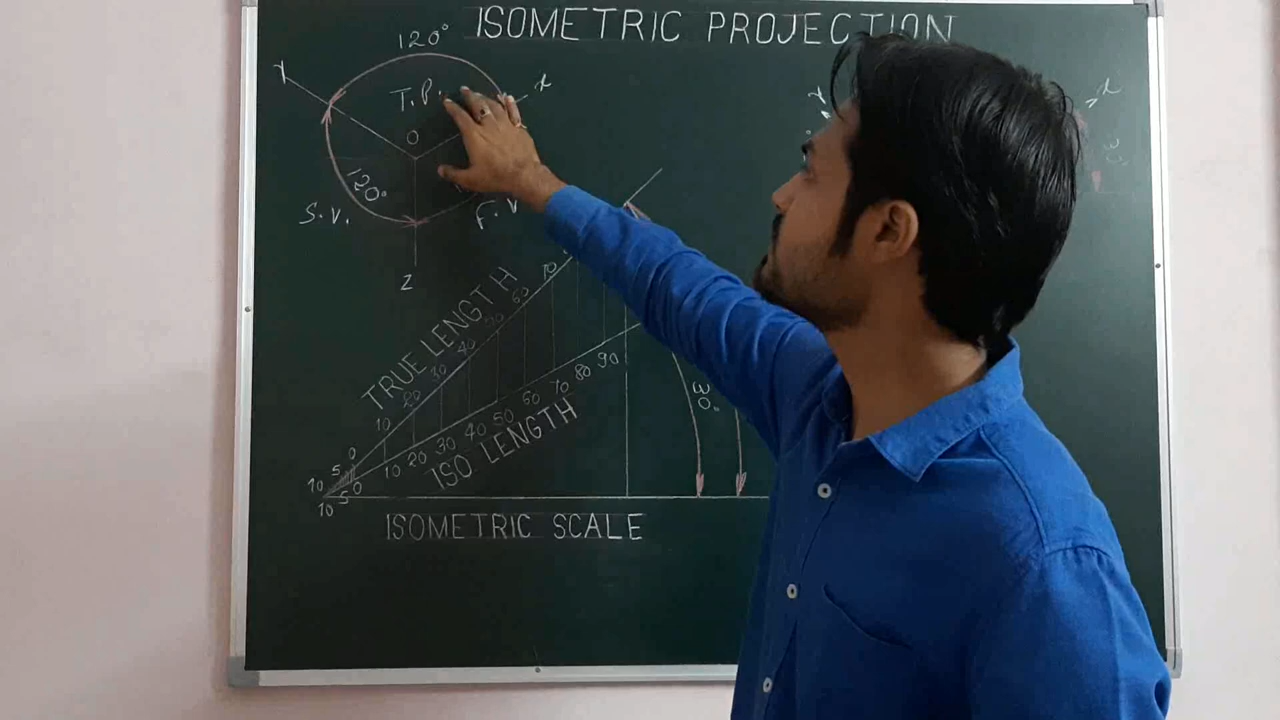 ISOMETRIC PROJECTION
120°
Y
x
T.P.
O
120°
S.V.
F.V
Z
Y
x
30°
TRUE LENGTH
10 5 0 10 20 30 40 50 60 70
10 5 0 10 20 30 40 50 60 70 80 90
ISO. LENGTH
30°
ISOMETRIC SCALE